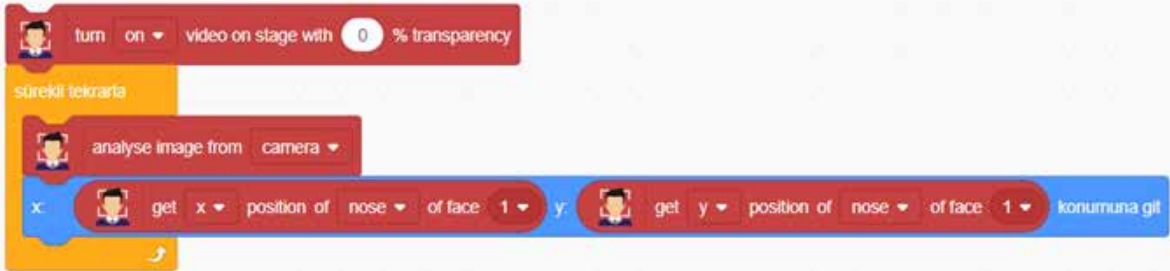 turn on video on stage with 0 % transparency
sürekli tekrarla
analyse image from camera
x: get x position of nose of face 1 y: get y position of nose of face 1 konumuna git